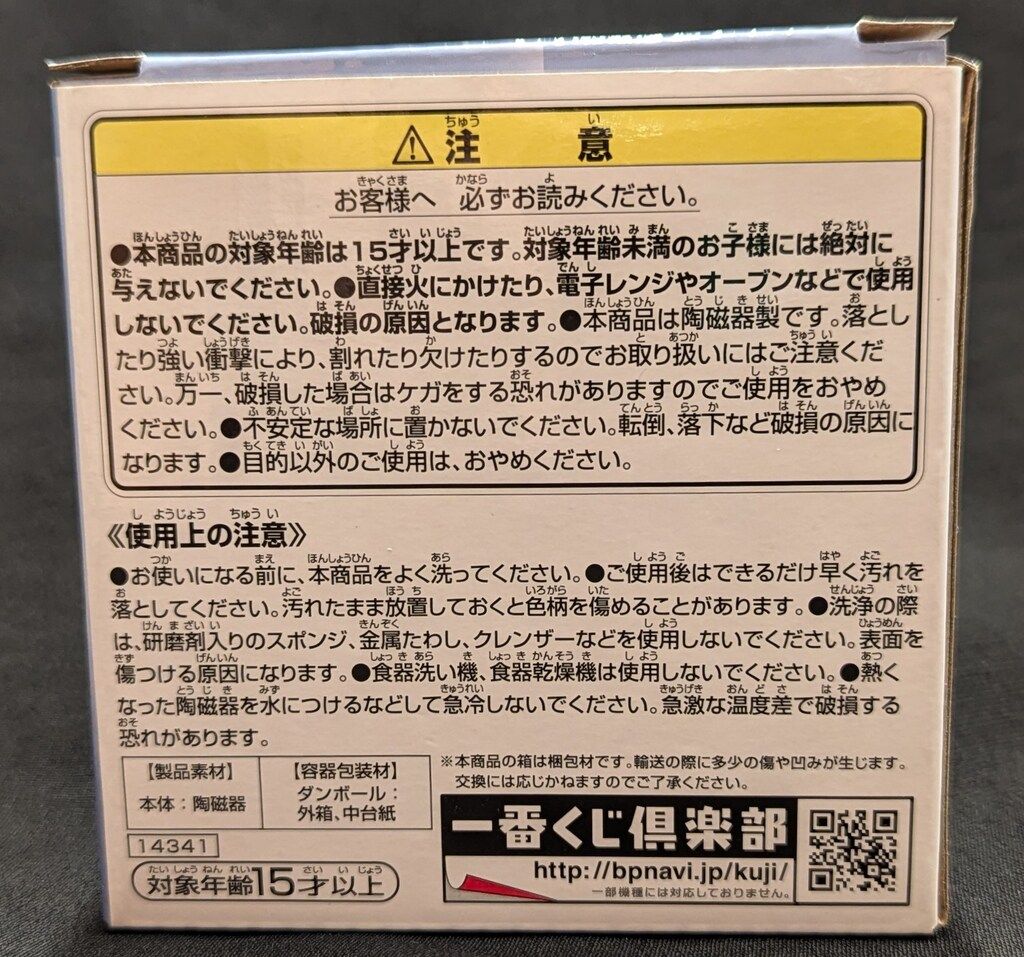 ⚠注 意
お客様へ 必ずお読みください。
●本商品の対象年齢は15才以上です。対象年齢未満のお子様には絶対に
与えないでください。●直接火にかけたり、電子レンジやオーブンなどで使用
しないでください。破損の原因となります。●本商品は陶磁器製です。落とし
たり強い衝撃により、割れたり欠けたりするのでお取り扱いにはご注意くだ
さい。万一、破損した場合はケガをする恐れがありますのでご使用をおやめ
ください。●不安定な場所に置かないでください。転倒、落下など破損の原因に
なります。●目的以外のご使用は、おやめください。
《使用上の注意》
●お使いになる前に、本商品をよく洗ってください。●ご使用後はできるだけ早く汚れを
落としてください。汚れたまま放置しておくと色柄を傷めることがあります。●洗浄の際
は、研磨剤入りのスポンジ、金属たわし、クレンザーなどを使用しないでください。表面を
傷つける原因になります。●食器洗い機、食器乾燥機は使用しないでください。●熱く
なった陶磁器を水につけるなどして急冷しないでください。急激な温度差で破損する
恐れがあります。
【製品素材】
本体：陶磁器
【容器包装材】
ダンボール：
外箱、中台紙
※本商品の箱は梱包材です。輸送の際に多少の傷や凹みが生じます。
交換には応じかねますのでご了承ください。
14341
対象年齢15才以上
一番くじ倶楽部
http://bpnavi.jp/kuji/
一部機種には対応しておりません。